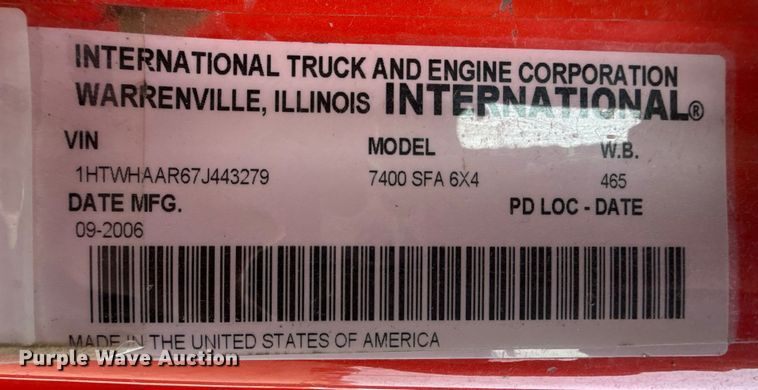 INTERNATIONAL TRUCK AND ENGINE CORPORATION
WARRENVILLE, ILLINOIS INTERNATIONAL®
VIN MODEL W.B.
1HTWHAAR67J443279 7400 SFA 6X4 465
DATE MFG. PD LOC - DATE
09-2006
MADE IN THE UNITED STATES OF AMERICA
Purple Wave Auction